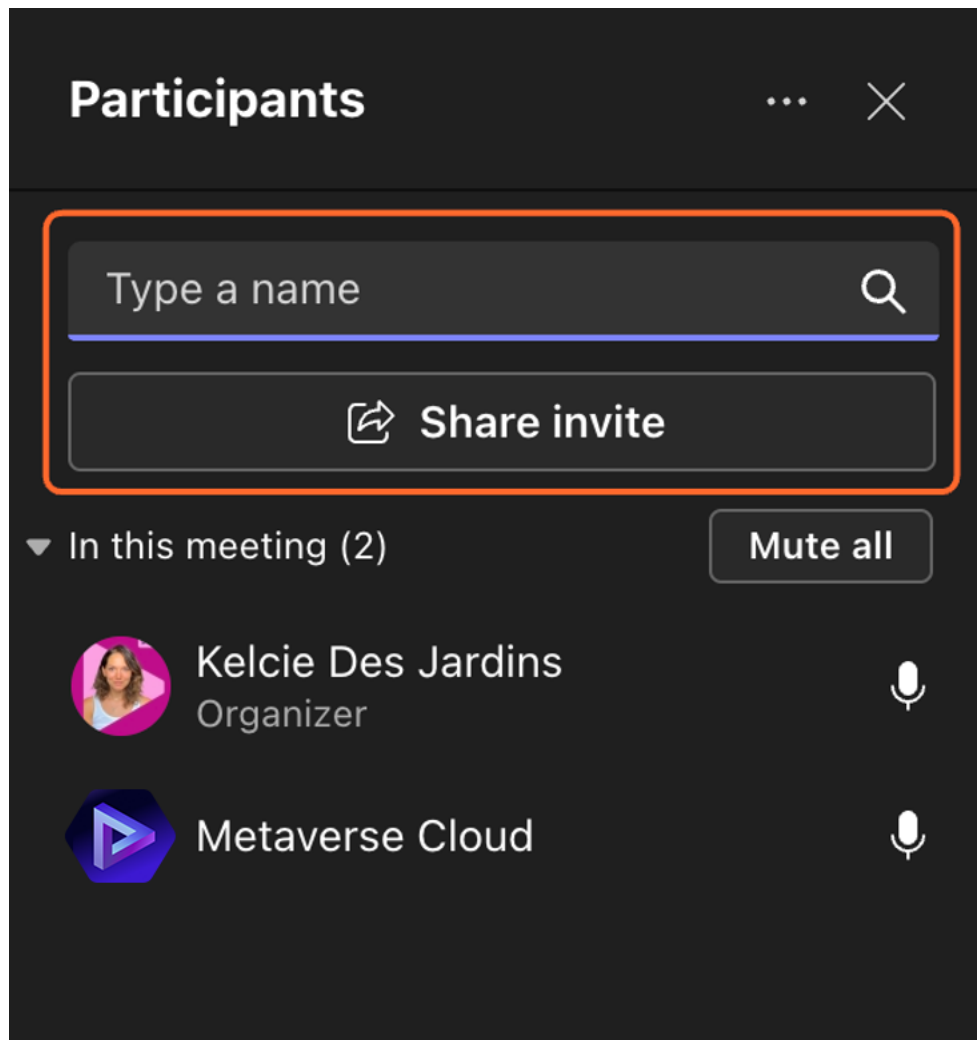 Participants
Type a name
Share invite
In this meeting (2)
Mute all
Kelcie Des Jardins
Organizer
Metaverse Cloud